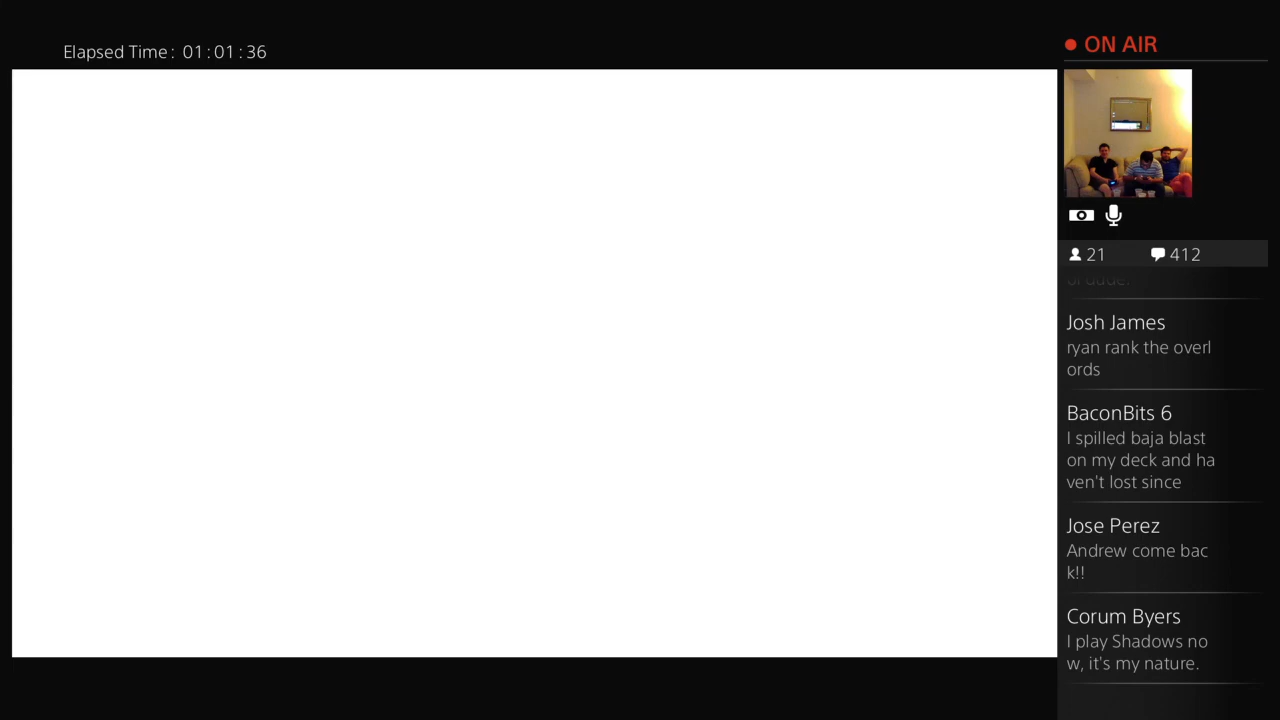 Elapsed Time: 01:01:36
ON AIR
21 412
Josh James
ryan rank the overl
ords
BaconBits 6
I spilled baja blast
on my deck and ha
ven't lost since
Jose Perez
Andrew come bac
k!!
Corum Byers
I play Shadows no
w, it's my nature.